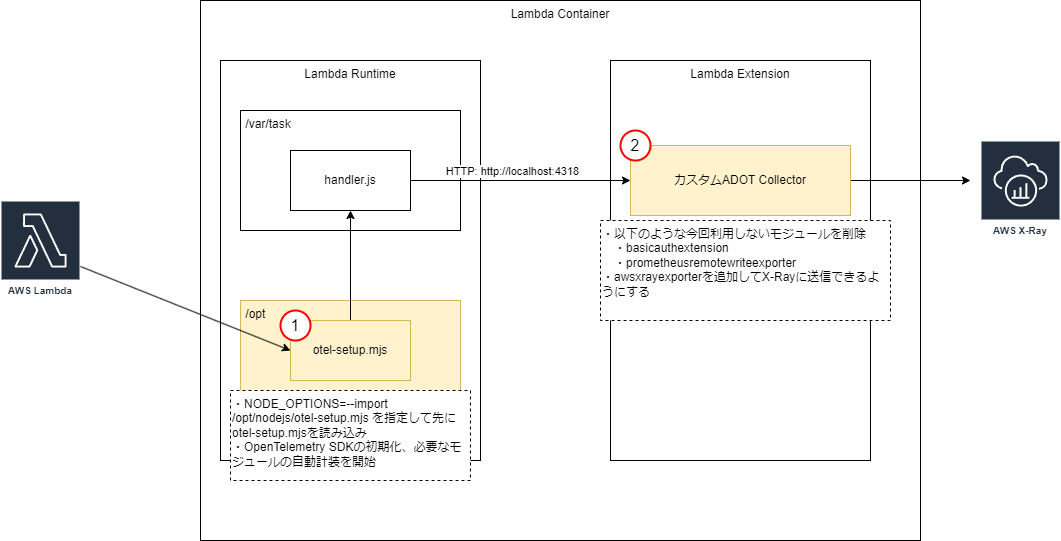 Lambda Container
Lambda Runtime
/var/task
handler.js
HTTP: http://localhost:4318
Lambda Extension
2
カスタムADOT Collector
・以下のような今回利用しないモジュールを削除
・basicauthextension
・prometheusremotewriteexporter
・awsxrayexporterを追加してX-Rayに送信できるよ
うにする
AWS X-Ray
AWS Lambda
/opt
1
otel-setup.mjs
・NODE_OPTIONS=--import
/opt/nodejs/otel-setup.mjs を指定して先に
otel-setup.mjsを読み込み
・OpenTelemetry SDKの初期化、必要なモ
ジュールの自動計装を開始